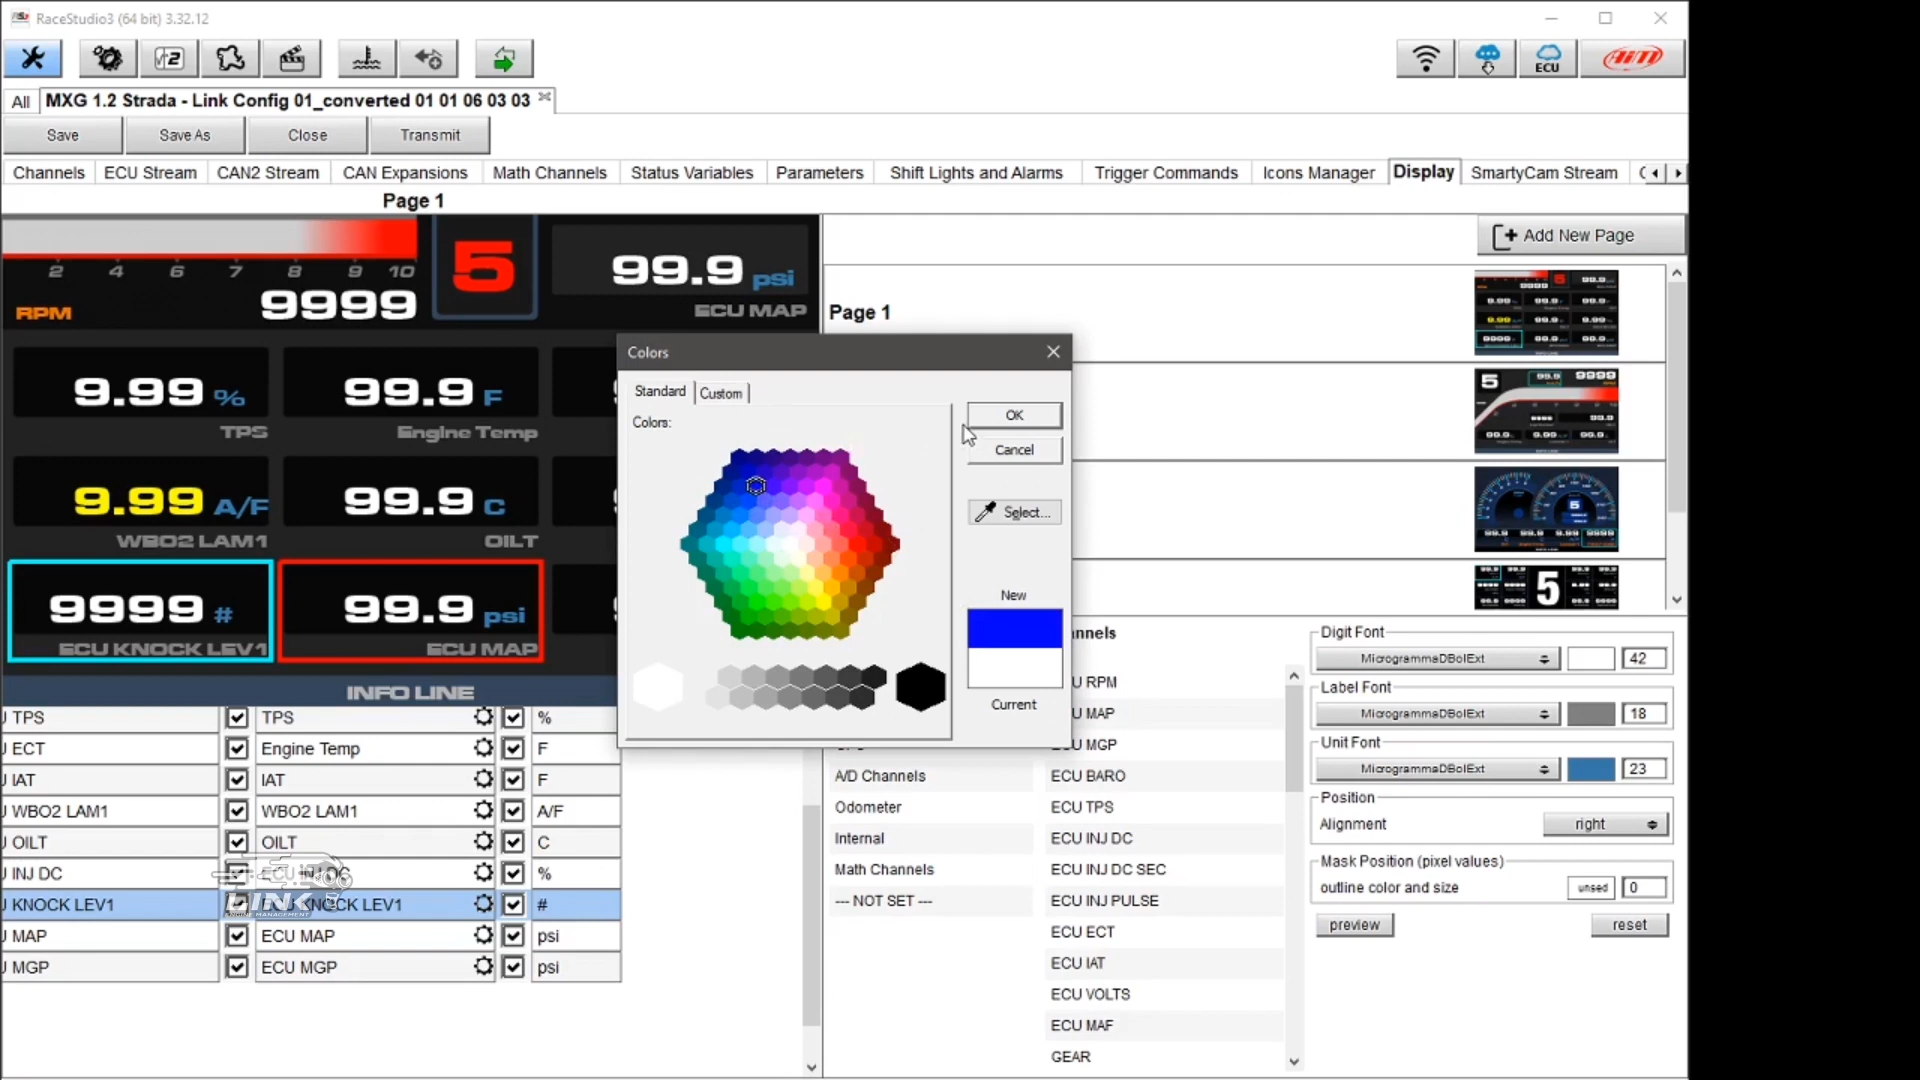 RaceStudio3 (64 bit) 3.32.12
ECU
AiM
All MXG 1.2 Strada - Link Config 01_converted 01 01 06 03 03
Save Save As Close Transmit
Channels ECU Stream CAN2 Stream CAN Expansions Math Channels Status Variables Parameters Shift Lights and Alarms Trigger Commands Icons Manager Display SmartyCam Stream
Page 1
Add New Page
2 4 6 7 8 9 10
RPM 9999
5
99.9 psi
ECU MAP
9.99 %
TPS
99.9 F
Engine Temp
9.99 A/F
WBO2 LAM1
99.9 C
OILT
9999 #
ECU KNOCK LEV1
99.9 psi
ECU MAP
INFO LINE
TPS TPS %
ECT Engine Temp F
IAT IAT F
WBO2 LAM1 WBO2 LAM1 A/F
OILT OILT C
INJ DC %
KNOCK LEV1 KNOCK LEV1 #
MAP ECU MAP psi
MGP ECU MGP psi
LINK
ENGINE MANAGEMENT
Colors
Standard Custom
Colors:
OK
Cancel
Select...
New
Current
Page 1
A/D Channels
Odometer
Internal
Math Channels
--- NOT SET ---
RPM
MAP
MGP
ECU BARO
ECU TPS
ECU INJ DC
ECU INJ DC SEC
ECU INJ PULSE
ECU ECT
ECU IAT
ECU VOLTS
ECU MAF
GEAR
Digit Font
MicrogrammaDBolExt 42
Label Font
MicrogrammaDBolExt 18
Unit Font
MicrogrammaDBolExt 23
Position
Alignment right
Mask Position (pixel values)
outline color and size unsed 0
preview reset